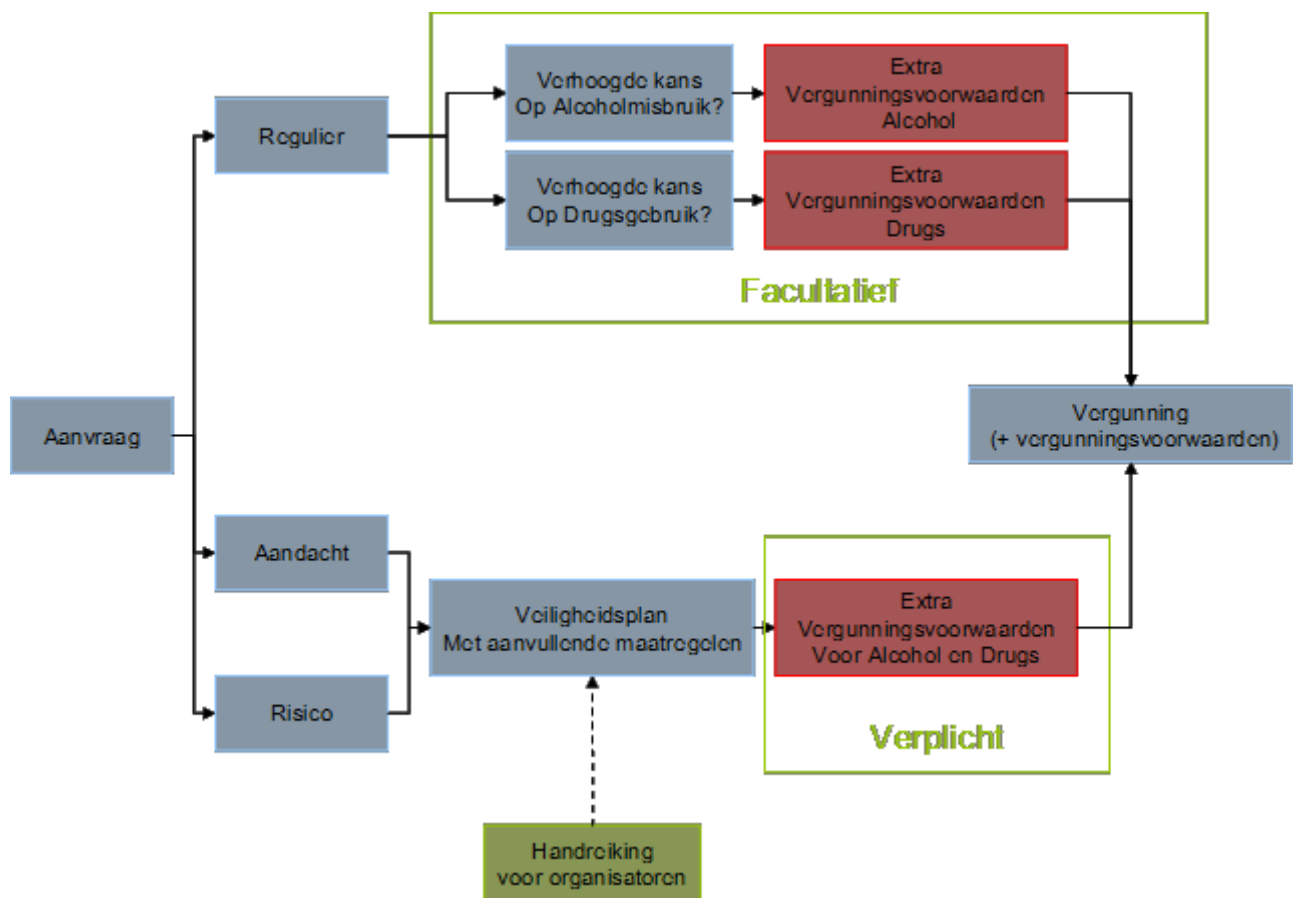 Verhoogde kans
Op Alcoholmisbruik?
Extra
Vergunningsvoorwaarden
Alcohol
Regulier
Verhoogde kans
Op Drugsgebruik?
Extra
Vergunningsvoorwaarden
Drugs
Facultatief
Aanvraag
Vergunning
(+ vergunningsvoorwaarden)
Aandacht
Veiligheidsplan
Met aanvullende maatregelen
Extra
Vergunningsvoorwaarden
Voor Alcohol en Drugs
Risico
Verplicht
Handreiking
voor organisatoren